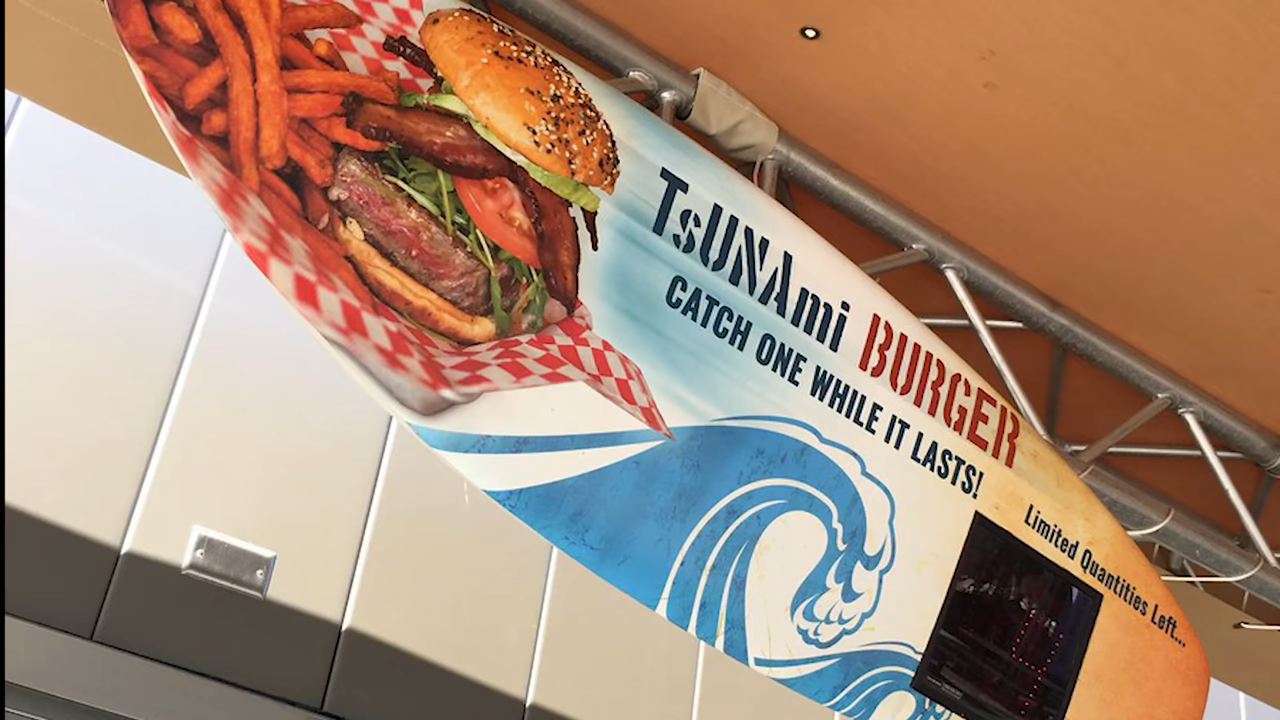 TsUNAmi BURGER
CATCH ONE WHILE IT LASTS!
Limited Quantities Left...